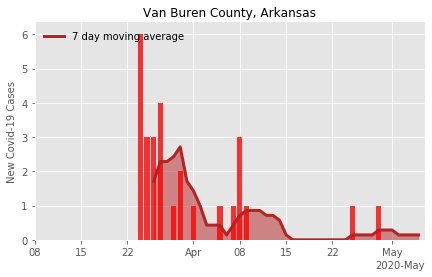 Van Buren County, Arkansas
7 day moving average
New Covid-19 Cases
6
5
4
3
2
1
0
08 15 22 Apr 08 15 22 May
2020-May